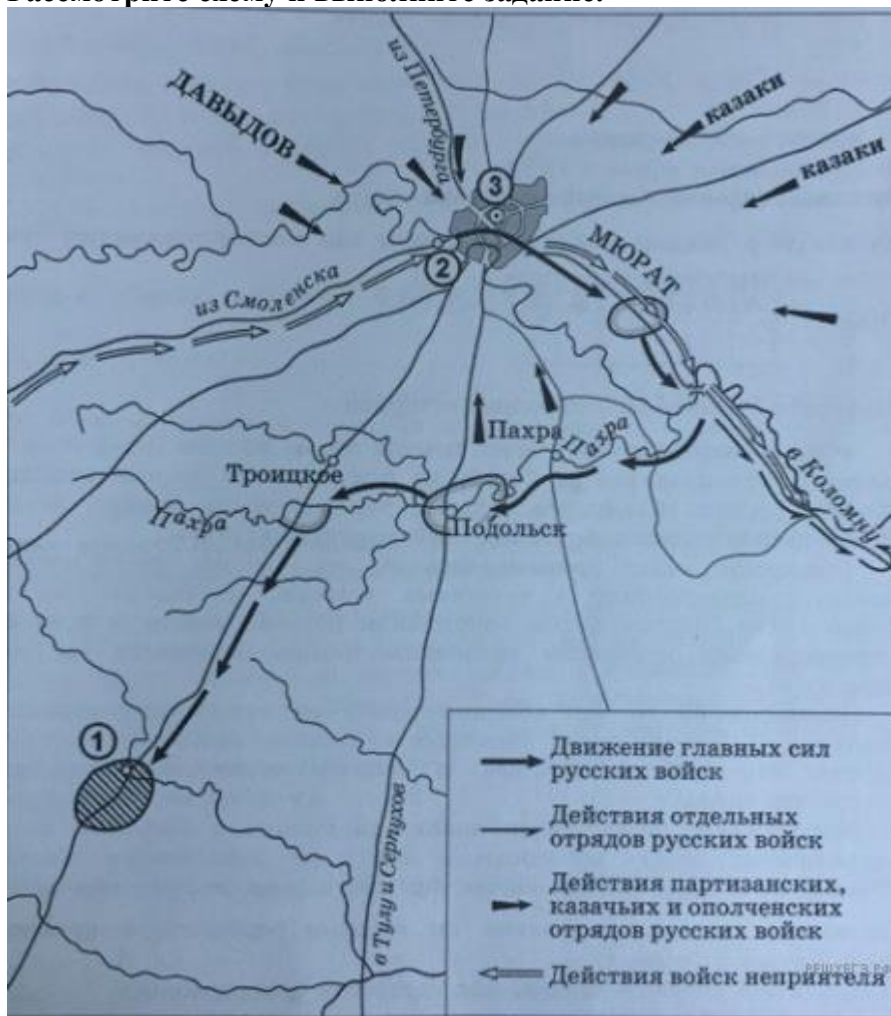 Рассмотрите схему и выполните задание.
из Петербурга
ДАВЫДОВ
казаки
казаки
3
2
МЮРАТ
из Смоленска
Пахра
Пахра
в Коломну
Троицкое
Пахра
Подольск
1
в Тулу и Серпухов
Движение главных сил
русских войск
Действия отдельных
отрядов русских войск
Действия партизанских,
казачьих и ополченских
отрядов русских войск
Действия войск неприятеля
РЕШУЕГЭ.РФ